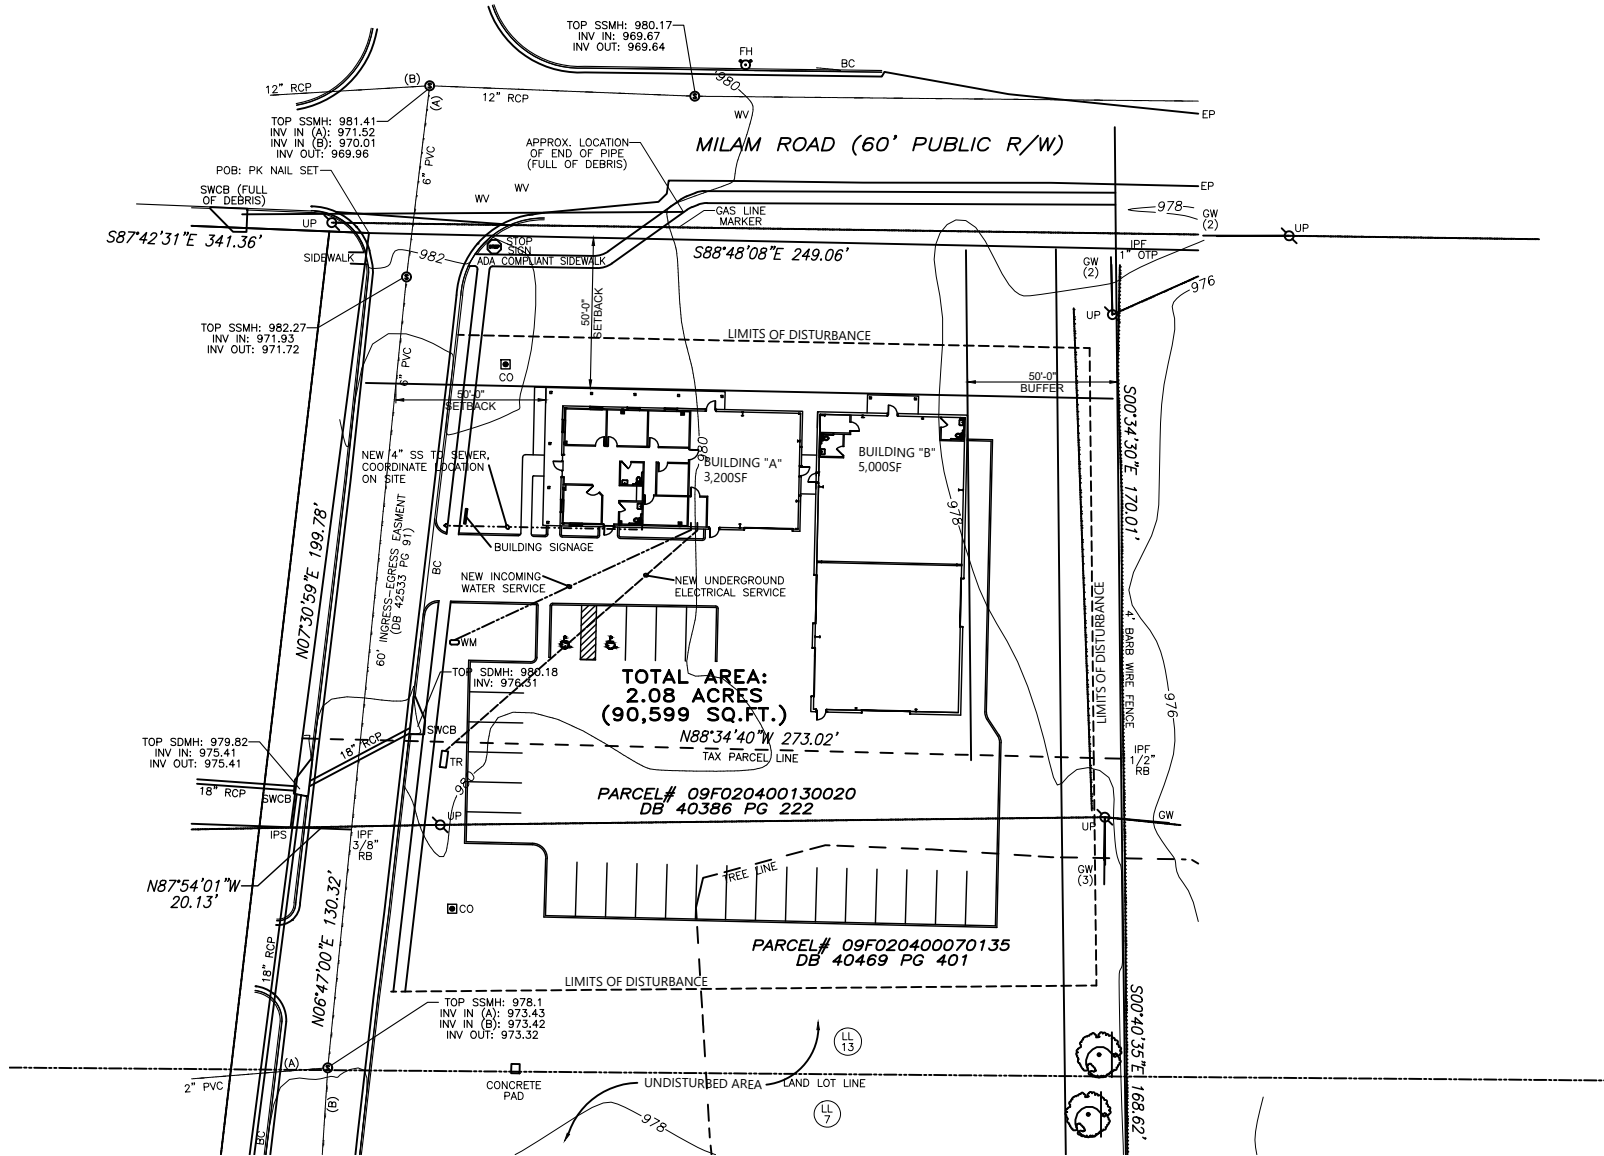 TOP SSMH: 980.17
INV IN: 969.67
INV OUT: 969.64
FH
BC
980
(B)
12" RCP
(A)
12" RCP
WV
EP
TOP SSMH: 981.41
INV IN (A): 971.52
INV IN (B): 970.01
INV OUT: 969.96
APPROX. LOCATION
OF END OF PIPE
(FULL OF DEBRIS)
MILAM ROAD (60' PUBLIC R/W)
POB: PK NAIL SET
6" PVC
WV
WV
EP
SWCB (FULL
OF DEBRIS)
UP
GAS LINE
MARKER
978
GW
(2)
UP
S87°42'31"E 341.36'
STOP
SIGN
982
SIDEWALK
ADA COMPLIANT SIDEWALK
S88°48'08"E 249.06'
IPF
1" OTP
GW
(2)
976
50'-0"
SETBACK
UP
TOP SSMH: 982.27
INV IN: 971.93
INV OUT: 971.72
LIMITS OF DISTURBANCE
6" PVC
CO
50'-0"
SETBACK
50'-0"
BUFFER
S00°34'30"E 170.01'
NEW 4" SS TO SEWER,
COORDINATE LOCATION
ON SITE
980
BUILDING "A"
3,200SF
BUILDING "B"
5,000SF
978
N07°30'59"E 199.78'
60' INGRESS-EGRESS EASMENT
(DB 42533 PG 91)
BC
BUILDING SIGNAGE
NEW INCOMING
WATER SERVICE
NEW UNDERGROUND
ELECTRICAL SERVICE
LIMITS OF DISTURBANCE
4' BARB WIRE FENCE
WM
TOP SDMH: 980.18
INV: 976.31
TOTAL AREA:
2.08 ACRES
(90,599 SQ.FT.)
976
SWCB
18" RCP
N88°34'40"W 273.02'
TAX PARCEL LINE
TOP SDMH: 979.82
INV IN: 975.41
INV OUT: 975.41
TR
IPF
1/2"
RB
980
18" RCP
SWCB
PARCEL# 09F020400130020
DB 40386 PG 222
UP
UP
GW
IPS
IPF
3/8"
RB
TREE LINE
GW
(3)
N87°54'01"W
20.13'
CO
N06°47'00"E 130.32'
18" RCP
PARCEL# 09F020400070135
DB 40469 PG 401
LIMITS OF DISTURBANCE
TOP SSMH: 978.1
INV IN (A): 973.43
INV IN (B): 973.42
INV OUT: 973.32
S00°40'35"E 168.62'
LL
13
(A)
2" PVC
CONCRETE
PAD
UNDISTURBED AREA
LAND LOT LINE
(B)
LL
7
978
BC